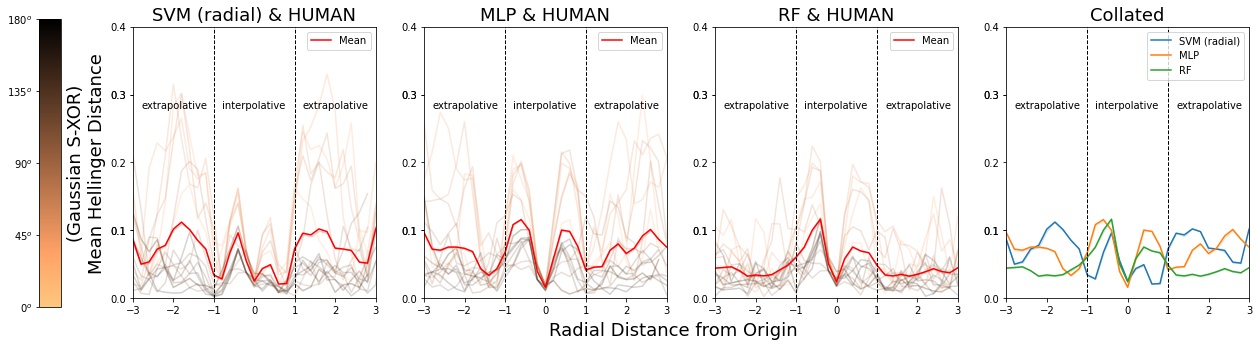 SVM (radial) & HUMAN
MLP & HUMAN
RF & HUMAN
Collated
180°
135°
90°
45°
0°
(Gaussian S-XOR)
Mean Hellinger Distance
0.4
0.3
0.2
0.1
0.0
Mean
extrapolative
interpolative
extrapolative
−3
−2
−1
0
1
2
3
0.4
0.3
0.2
0.1
0.0
Mean
extrapolative
interpolative
extrapolative
−3
−2
−1
0
1
2
3
0.4
0.3
0.2
0.1
0.0
Mean
extrapolative
interpolative
extrapolative
−3
−2
−1
0
1
2
3
0.4
0.3
0.2
0.1
0.0
SVM (radial)
MLP
RF
extrapolative
interpolative
extrapolative
−3
−2
−1
0
1
2
3
Radial Distance from Origin